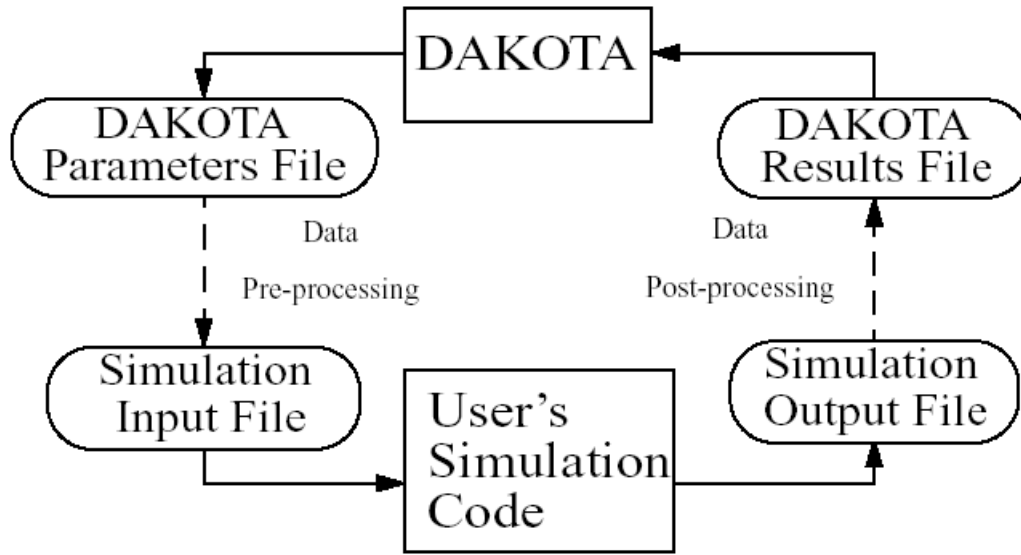 DAKOTA
DAKOTA
Parameters File
DAKOTA
Results File
Data
Pre-processing
Data
Post-processing
Simulation
Input File
User's
Simulation
Code
Simulation
Output File